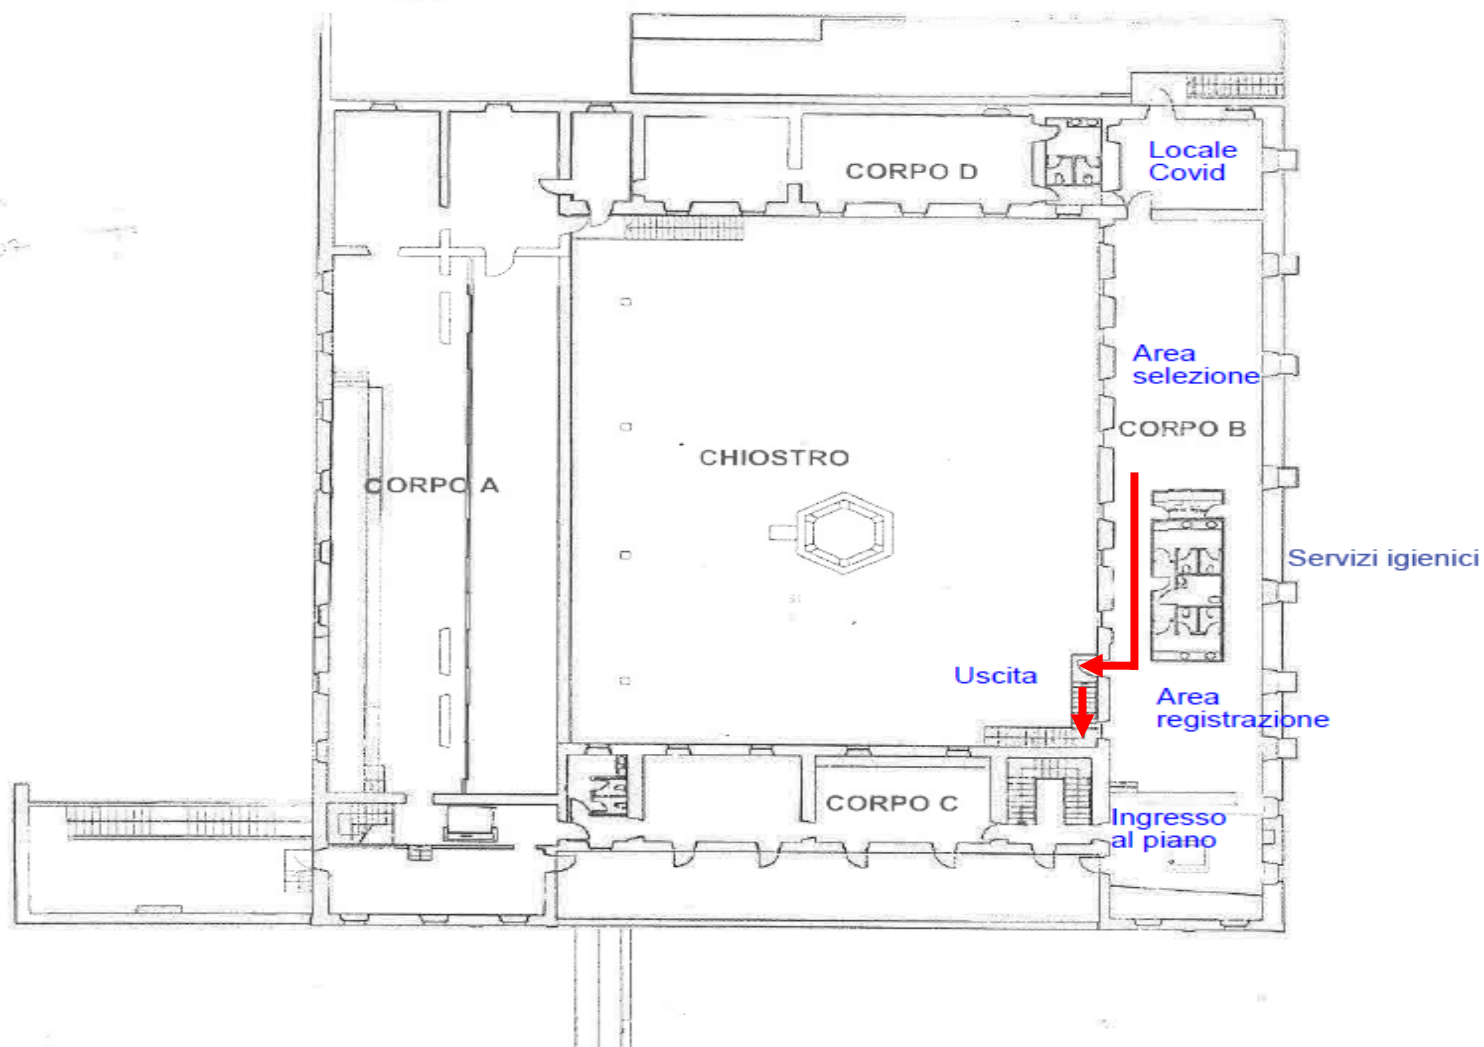 CORPO D
Locale
Covid
Area
selezione
CORPO B
CHIOSTRO
CORPO A
Servizi igienici
Uscita
Area
registrazione
CORPO C
Ingresso
al piano